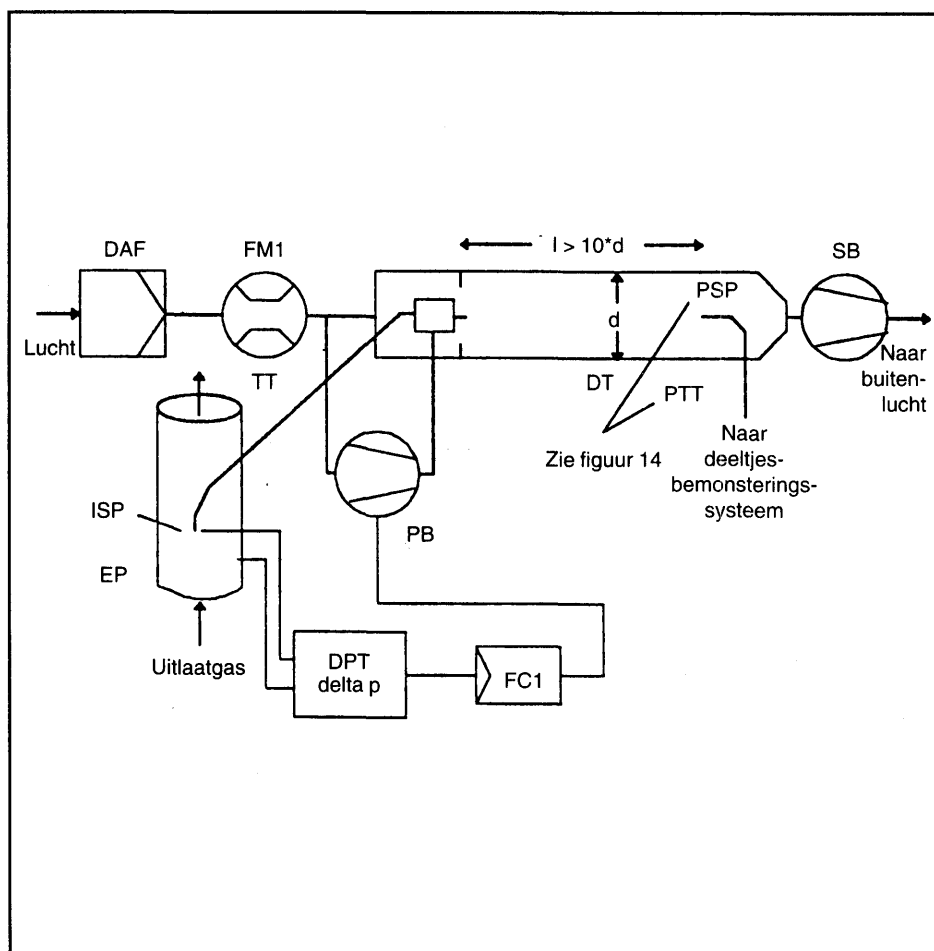 l > 10*d
DAF
FM1
SB
PSP
d
Lucht
TT
DT
PTT
Naar
buiten-
lucht
Zie figuur 14
Naar
deeltjes-
bemonsterings-
systeem
ISP
PB
EP
Uitlaatgas
DPT
delta p
FC1